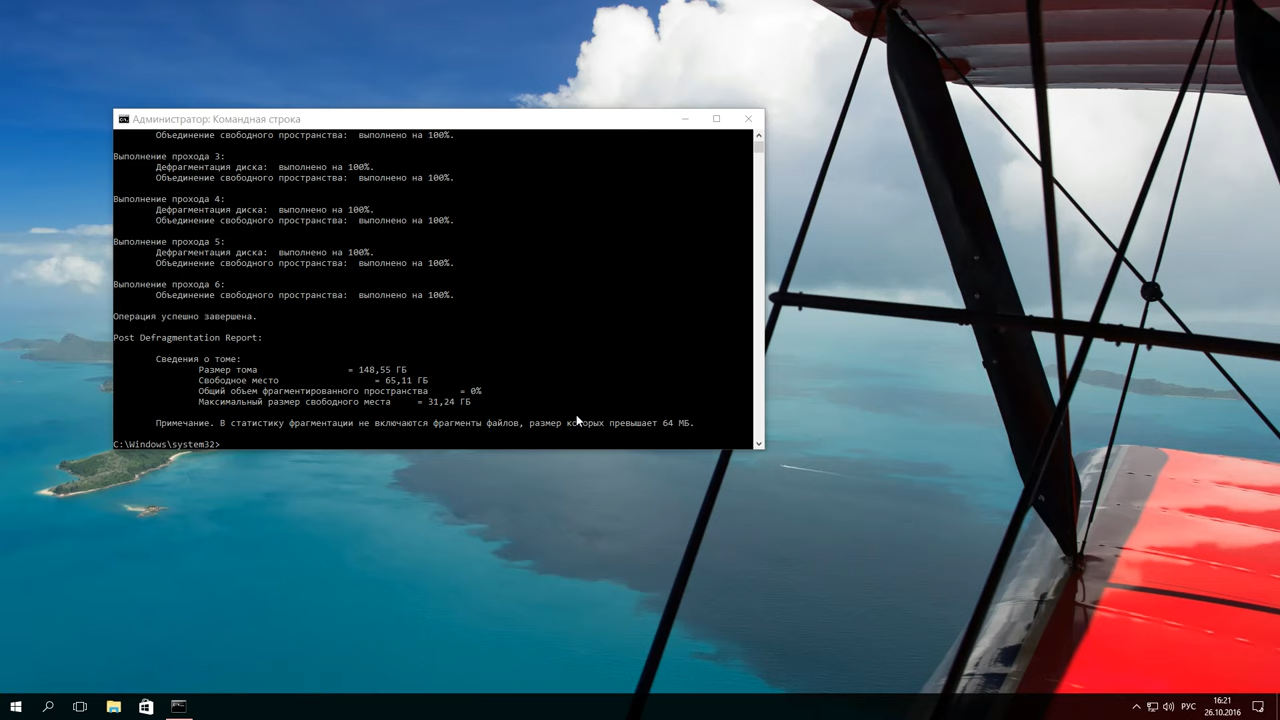 Администратор: Командная строка
Объединение свободного пространства:  выполнено на 100%.
Выполнение прохода 3:
Дефрагментация диска:  выполнено на 100%.
Объединение свободного пространства:  выполнено на 100%.
Выполнение прохода 4:
Дефрагментация диска:  выполнено на 100%.
Объединение свободного пространства:  выполнено на 100%.
Выполнение прохода 5:
Дефрагментация диска:  выполнено на 100%.
Объединение свободного пространства:  выполнено на 100%.
Выполнение прохода 6:
Объединение свободного пространства:  выполнено на 100%.
Операция успешно завершена.
Post Defragmentation Report:
Сведения о томе:
Размер тома = 148,55 ГБ
Свободное место = 65,11 ГБ
Общий объем фрагментированного пространства = 0%
Максимальный размер свободного места = 31,24 ГБ
Примечание. В статистику фрагментации не включаются фрагменты файлов, размер которых превышает 64 МБ.
C:\Windows\system32>
РУС
16:21
26.10.2016